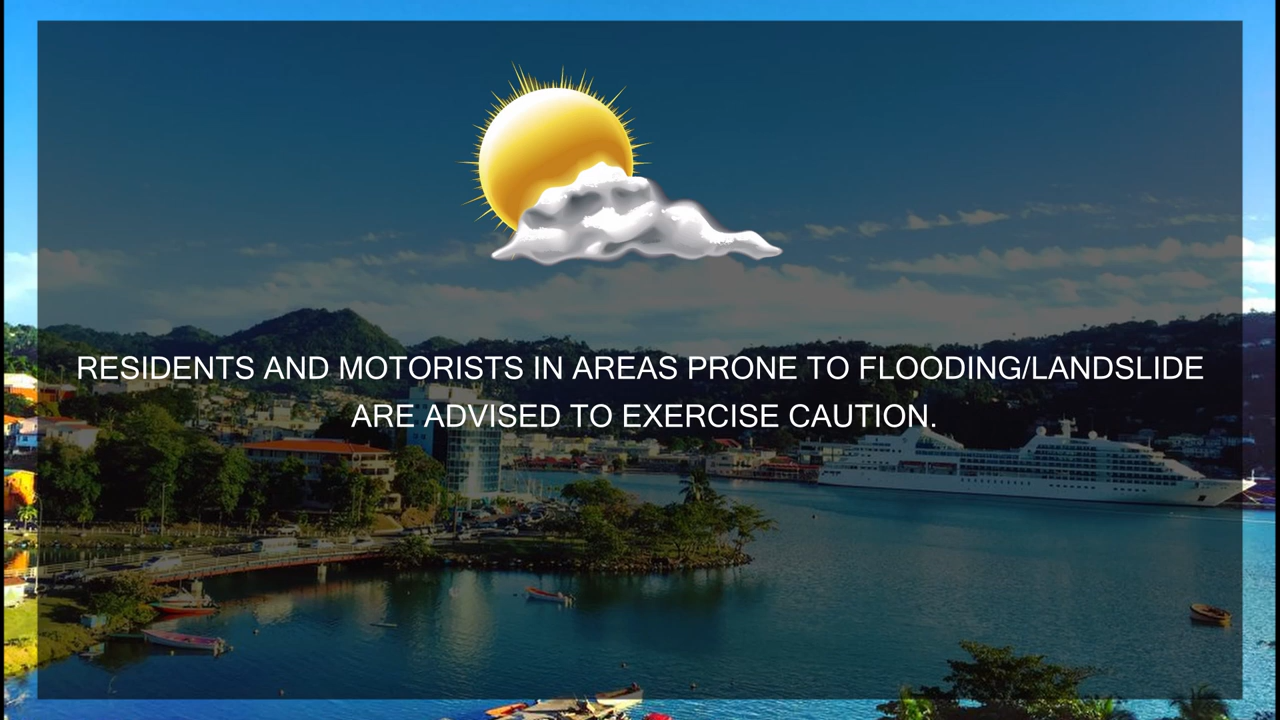 RESIDENTS AND MOTORISTS IN AREAS PRONE TO FLOODING/LANDSLIDE
ARE ADVISED TO EXERCISE CAUTION.